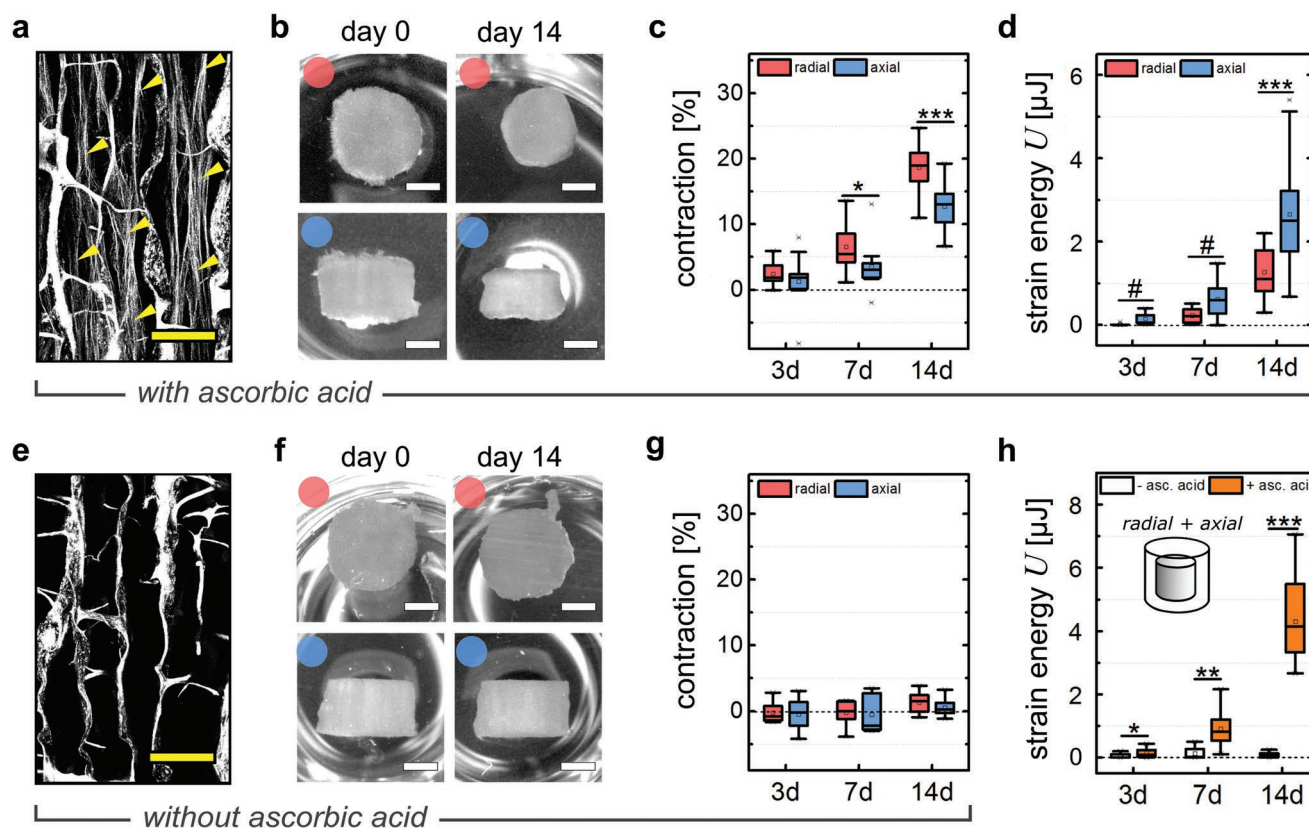 a
b
day 0
day 14
c
contraction [%]
radial
axial
30
20
10
0
*
***
3d
7d
14d
d
strain energy U [µJ]
radial
axial
6
4
2
0
#
#
***
3d
7d
14d
with ascorbic acid
e
f
day 0
day 14
g
contraction [%]
radial
axial
30
20
10
0
3d
7d
14d
h
strain energy U [µJ]
- asc. acid
+ asc. acid
radial + axial
8
6
4
2
0
*
**
***
3d
7d
14d
without ascorbic acid